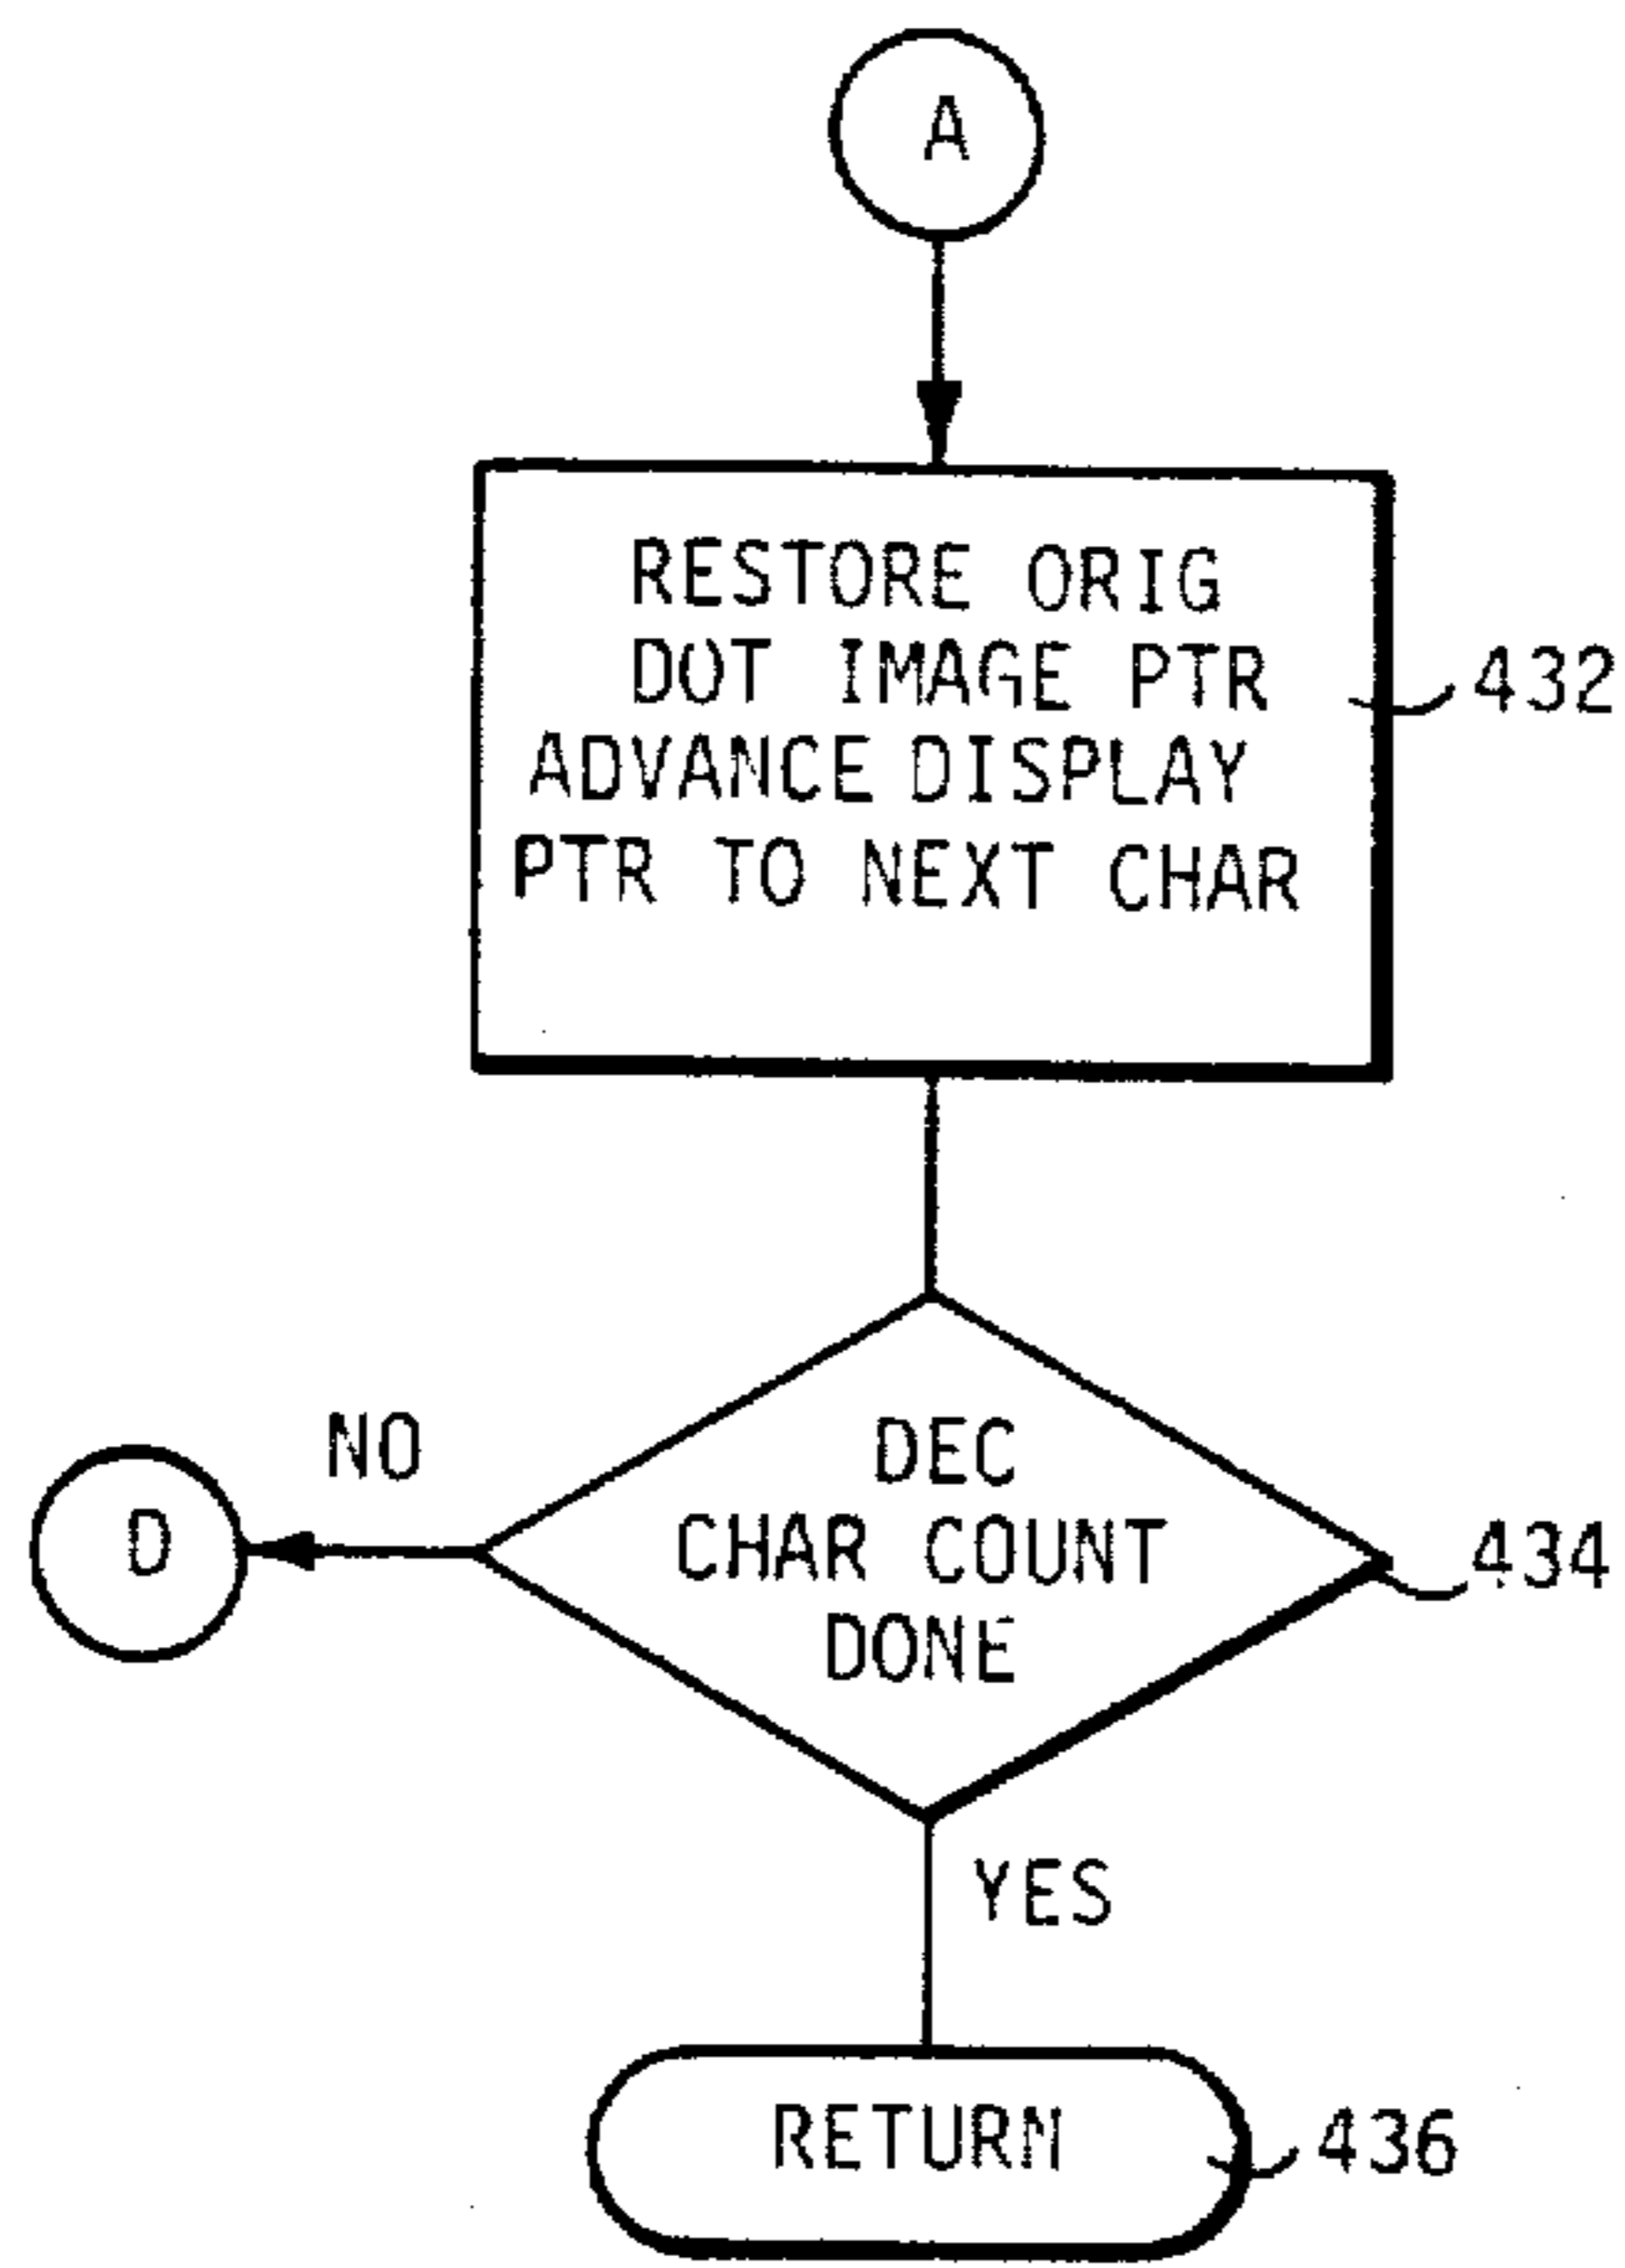 A
RESTORE ORIG
DOT IMAGE PTR
ADVANCE DISPLAY
PTR TO NEXT CHAR
432
NO
D
DEC
CHAR COUNT
DONE
434
YES
RETURN
436